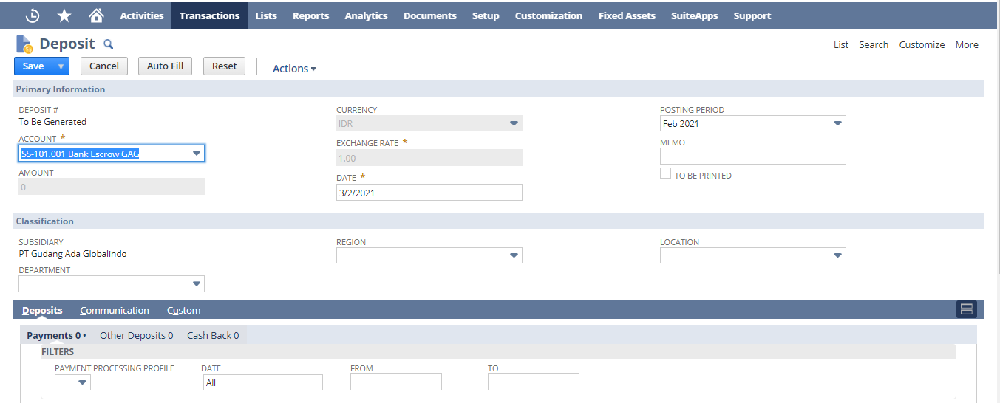 Activities Transactions Lists Reports Analytics Documents Setup Customization Fixed Assets SuiteApps Support
Deposit
List Search Customize More
Save Cancel Auto Fill Reset Actions
Primary Information
DEPOSIT #
To Be Generated
ACCOUNT *
SS-101.001 Bank Escrow GAG
AMOUNT
0
CURRENCY
IDR
EXCHANGE RATE *
1.00
DATE *
3/2/2021
POSTING PERIOD
Feb 2021
MEMO
TO BE PRINTED
Classification
SUBSIDIARY
PT Gudang Ada Globalindo
DEPARTMENT
REGION
LOCATION
Deposits Communication Custom
Payments 0 • Other Deposits 0 Cash Back 0
FILTERS
PAYMENT PROCESSING PROFILE DATE FROM TO
All